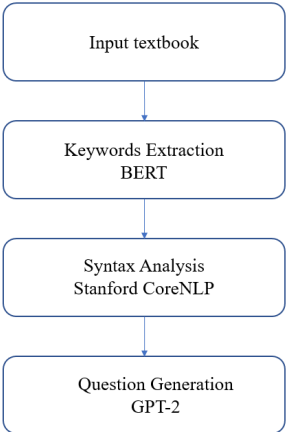 Input textbook
Keywords Extraction
BERT
Syntax Analysis
Stanford CoreNLP
Question Generation
GPT-2